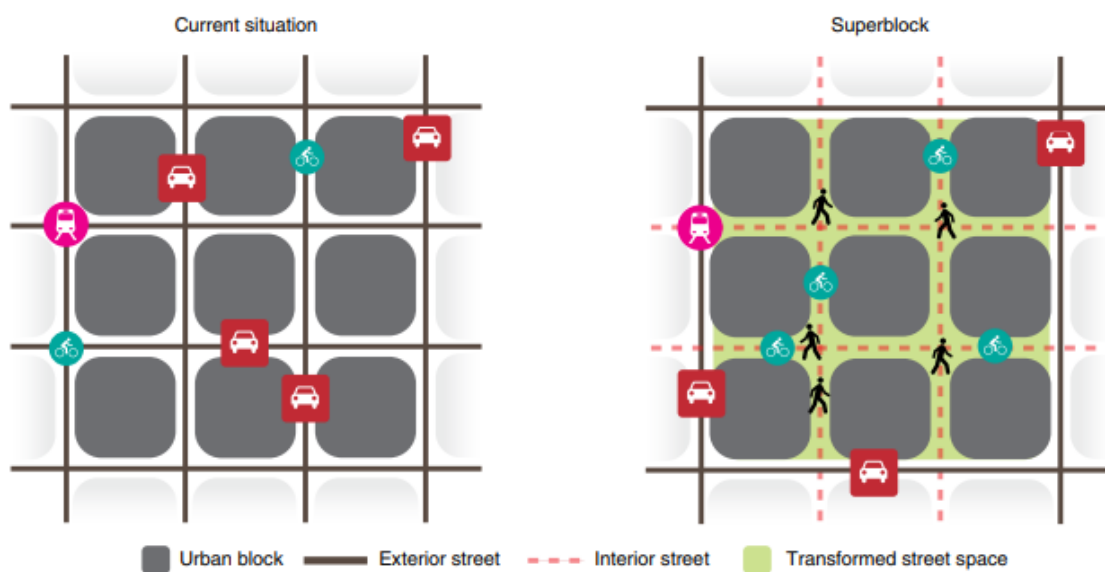 Current situation
Superblock
Urban block
Exterior street
Interior street
Transformed street space